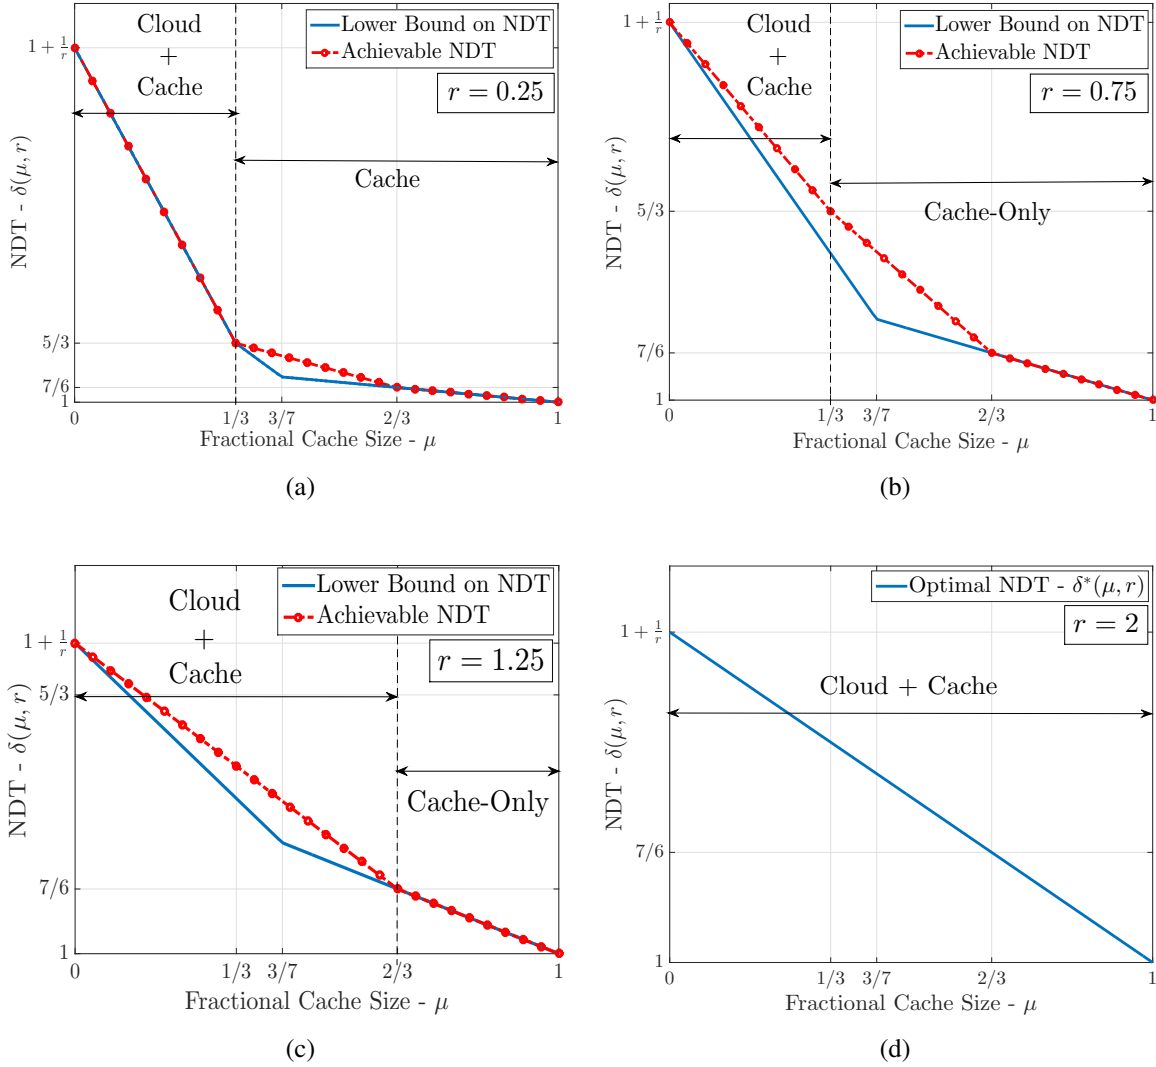 Lower Bound on NDT
Achievable NDT
r = 0.25
Cloud
+
Cache
Cache
NDT - δ(μ, r)
1 + 1/r
5/3
7/6
1
0
1/3
3/7
2/3
1
Fractional Cache Size - μ
(a)
Lower Bound on NDT
Achievable NDT
r = 0.75
Cloud
+
Cache
Cache-Only
NDT - δ(μ, r)
1 + 1/r
5/3
7/6
1
0
1/3
3/7
2/3
1
Fractional Cache Size - μ
(b)
Lower Bound on NDT
Achievable NDT
r = 1.25
Cloud
+
Cache
Cache-Only
NDT - δ(μ, r)
1 + 1/r
5/3
7/6
1
0
1/3
3/7
2/3
1
Fractional Cache Size - μ
(c)
Optimal NDT - δ*(μ, r)
r = 2
Cloud + Cache
NDT - δ(μ, r)
1 + 1/r
7/6
1
0
1/3
3/7
2/3
1
Fractional Cache Size - μ
(d)